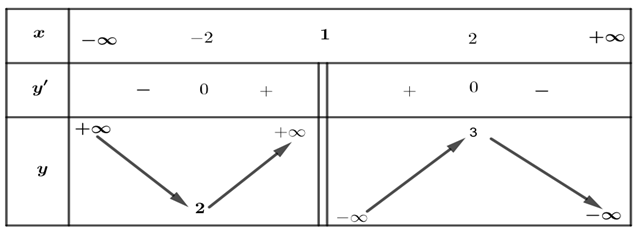 x −∞ −2 1 2 +∞
y′ − 0 + + 0 −
+∞ +∞ 3
y
2 −∞ −∞